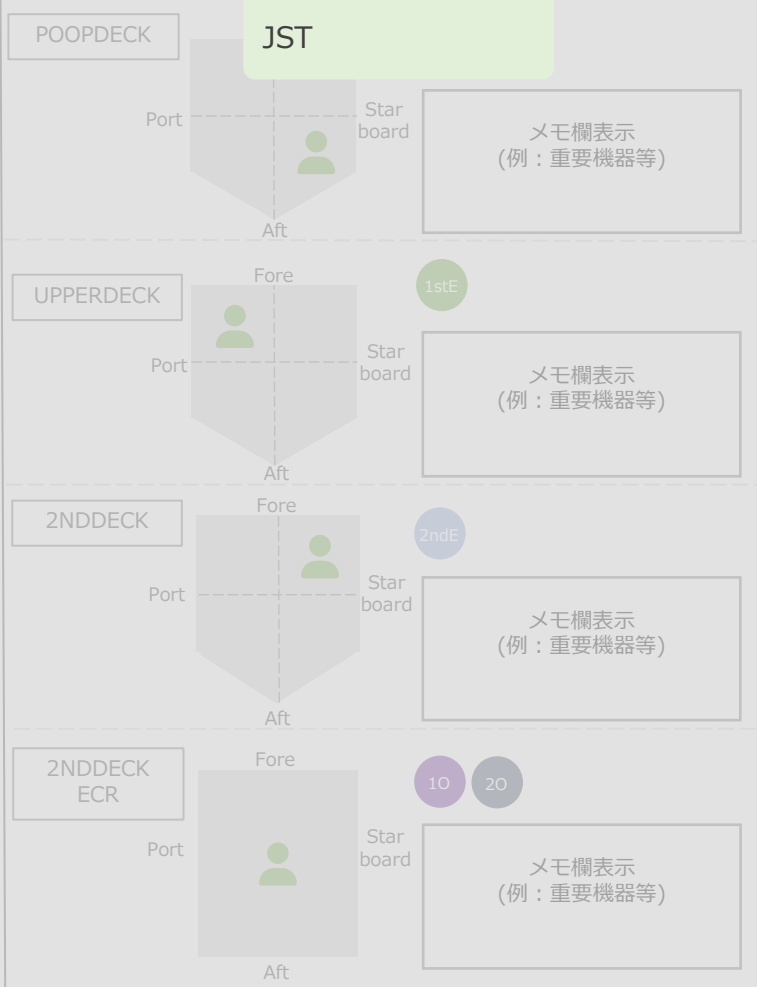 JST
POOPDECK
Port
Star
board
Aft
メモ欄表示
(例：重要機器等)
UPPERDECK
Fore
1stE
Port
Star
board
Aft
メモ欄表示
(例：重要機器等)
2NDDECK
Fore
2ndE
Port
Star
board
Aft
メモ欄表示
(例：重要機器等)
2NDDECK
ECR
Fore
1O
2O
Port
Star
board
Aft
メモ欄表示
(例：重要機器等)